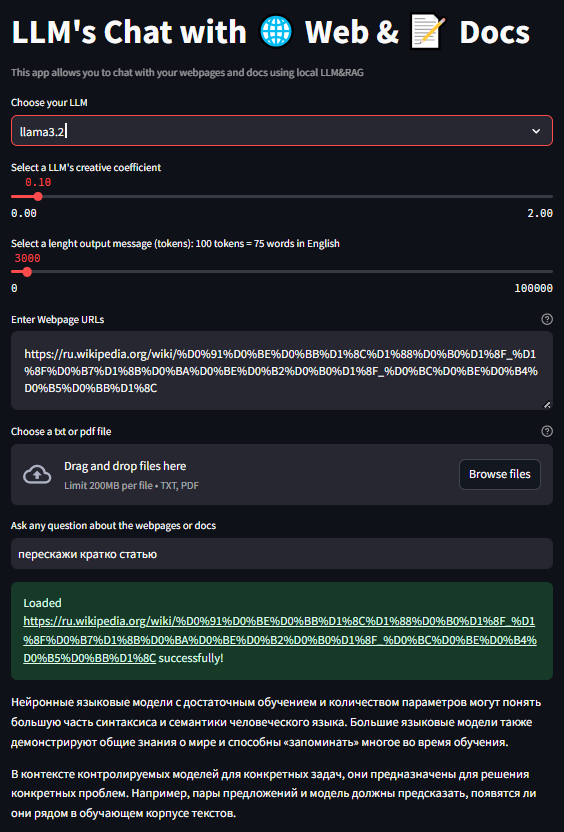 LLM's Chat with 🌐 Web & 📝 Docs
This app allows you to chat with your webpages and docs using local LLM&RAG
Choose your LLM
llama3.2
Select a LLM's creative coefficient
0.10
0.00 2.00
Select a lenght output message (tokens): 100 tokens = 75 words in English
3000
0 100000
Enter Webpage URLs
https://ru.wikipedia.org/wiki/%D0%91%D0%BE%D0%BB%D1%8C%D1%88%D0%B0%D1%8F_%D1
%8F%D0%B7%D1%8B%D0%BA%D0%BE%D0%B2%D0%B0%D1%8F_%D0%BC%D0%BE%D0%B4%
D0%B5%D0%BB%D1%8C
Choose a txt or pdf file
Drag and drop files here
Limit 200MB per file • TXT, PDF
Browse files
Ask any question about the webpages or docs
перескажи кратко статью
Loaded
https://ru.wikipedia.org/wiki/%D0%91%D0%BE%D0%BB%D1%8C%D1%88%D0%B0%D1%8F_%D1
%8F%D0%B7%D1%8B%D0%BA%D0%BE%D0%B2%D0%B0%D1%8F_%D0%BC%D0%BE%D0%B4%
D0%B5%D0%BB%D1%8C successfully!
Нейронные языковые модели с достаточным обучением и количеством параметров могут понять
большую часть синтаксиса и семантики человеческого языка. Большие языковые модели также
демонстрируют общие знания о мире и способны «запоминать» многое во время обучения.
В контексте контролируемых моделей для конкретных задач, они предназначены для решения
конкретных проблем. Например, пары предложений и модель должны предсказать, появятся ли
они рядом в обучающем корпусе текстов.